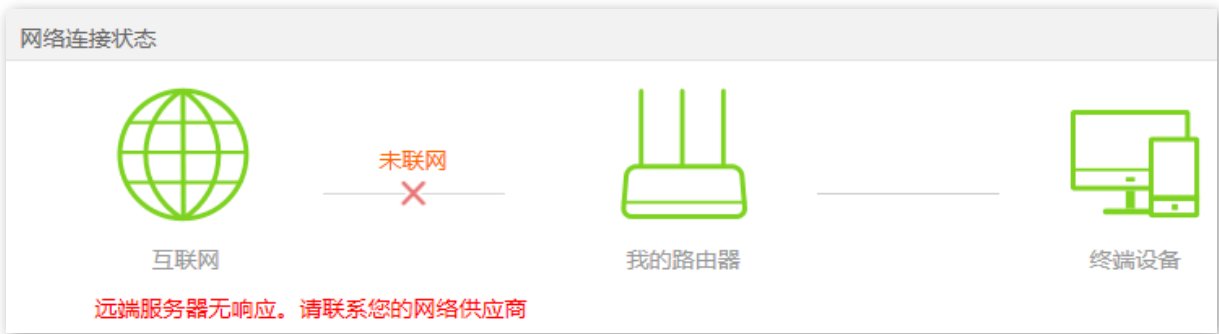 网络连接状态
未联网
互联网
我的路由器
终端设备
远端服务器无响应。请联系您的网络供应商